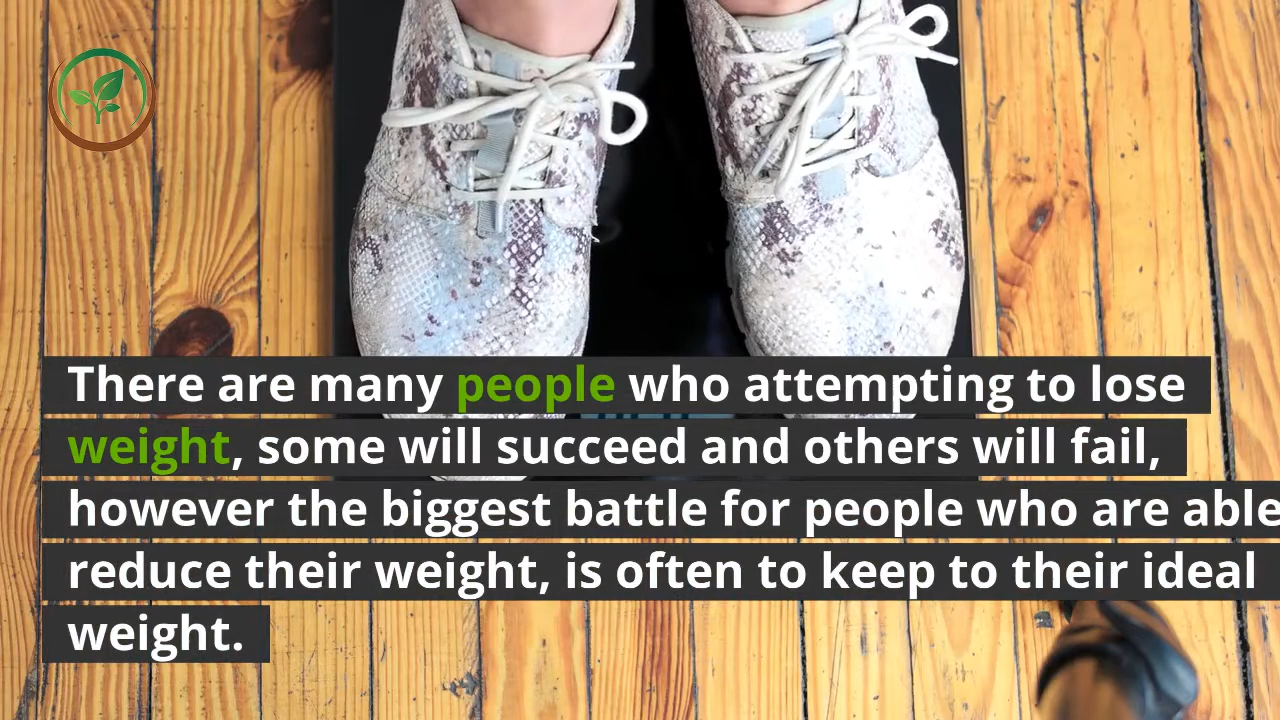 There are many people who attempting to lose
weight, some will succeed and others will fail,
however the biggest battle for people who are able
reduce their weight, is often to keep to their ideal
weight.